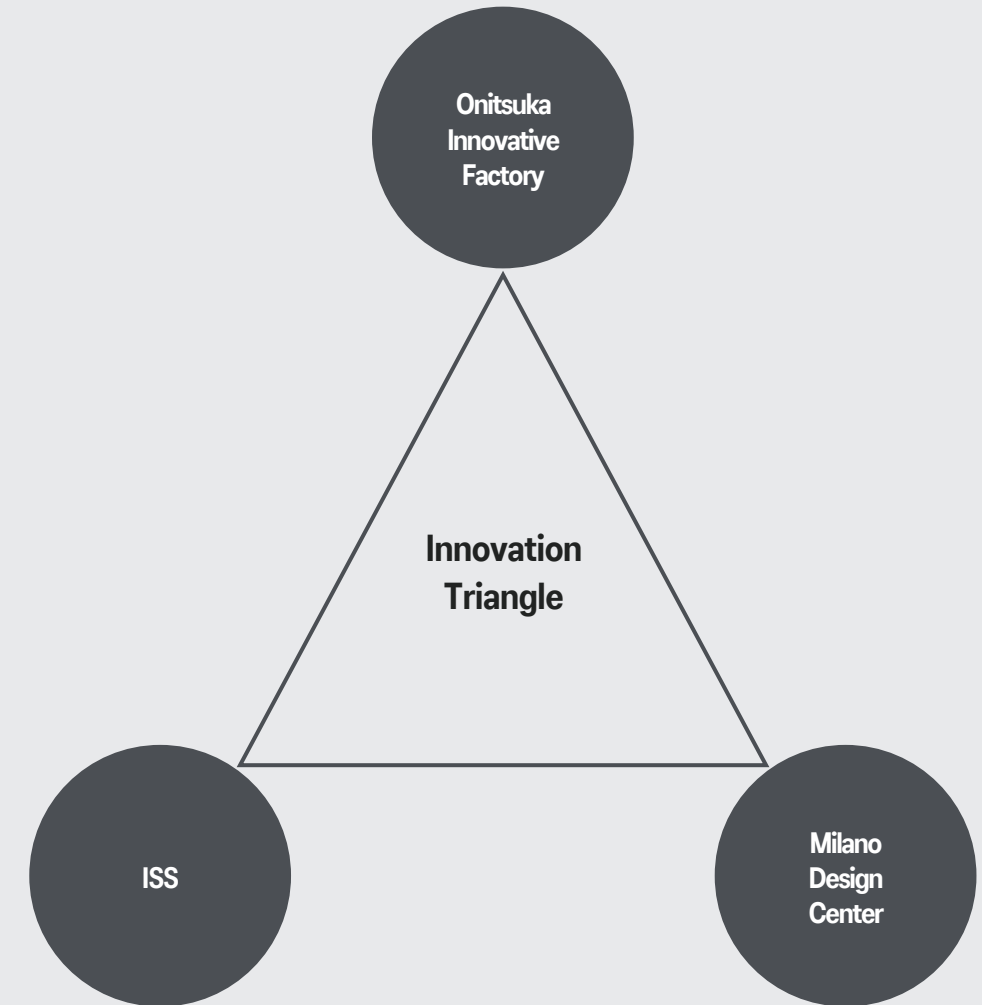 Onitsuka
Innovative
Factory
Innovation
Triangle
ISS
Milano
Design
Center